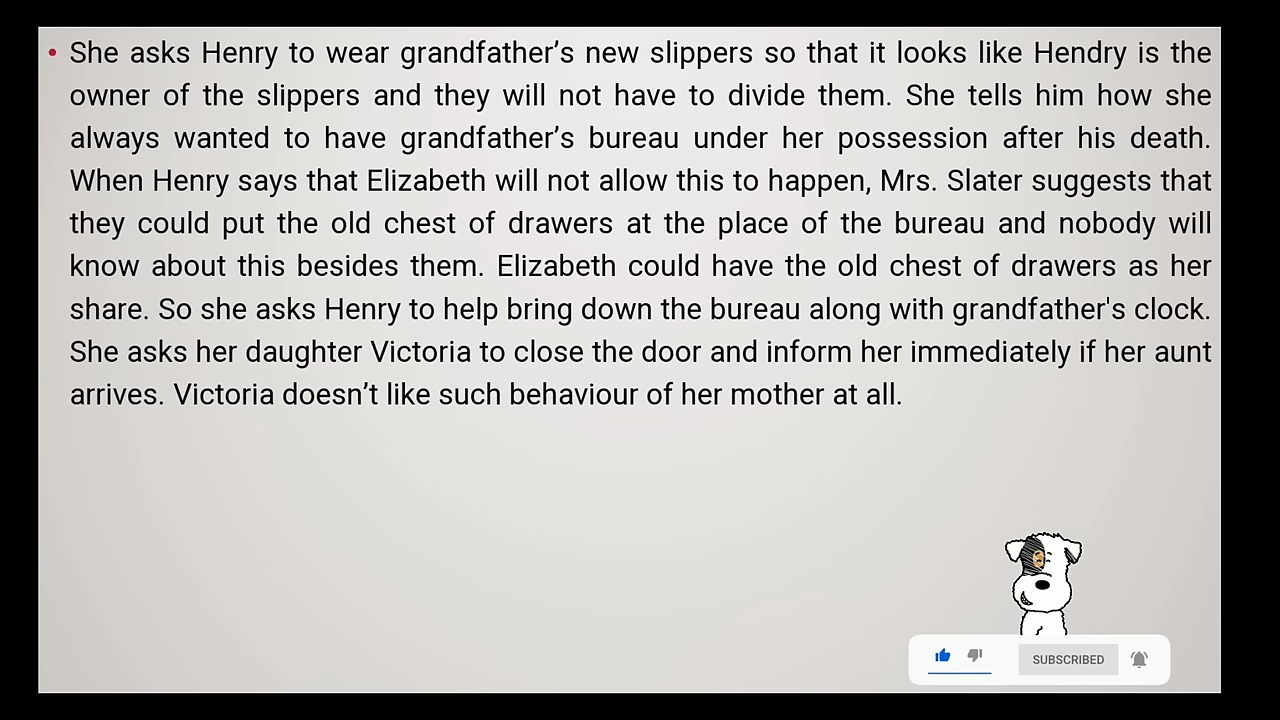 • She asks Henry to wear grandfather’s new slippers so that it looks like Hendry is the
owner of the slippers and they will not have to divide them. She tells him how she
always wanted to have grandfather’s bureau under her possession after his death.
When Henry says that Elizabeth will not allow this to happen, Mrs. Slater suggests that
they could put the old chest of drawers at the place of the bureau and nobody will
know about this besides them. Elizabeth could have the old chest of drawers as her
share. So she asks Henry to help bring down the bureau along with grandfather's clock.
She asks her daughter Victoria to close the door and inform her immediately if her aunt
arrives. Victoria doesn’t like such behaviour of her mother at all.
SUBSCRIBED